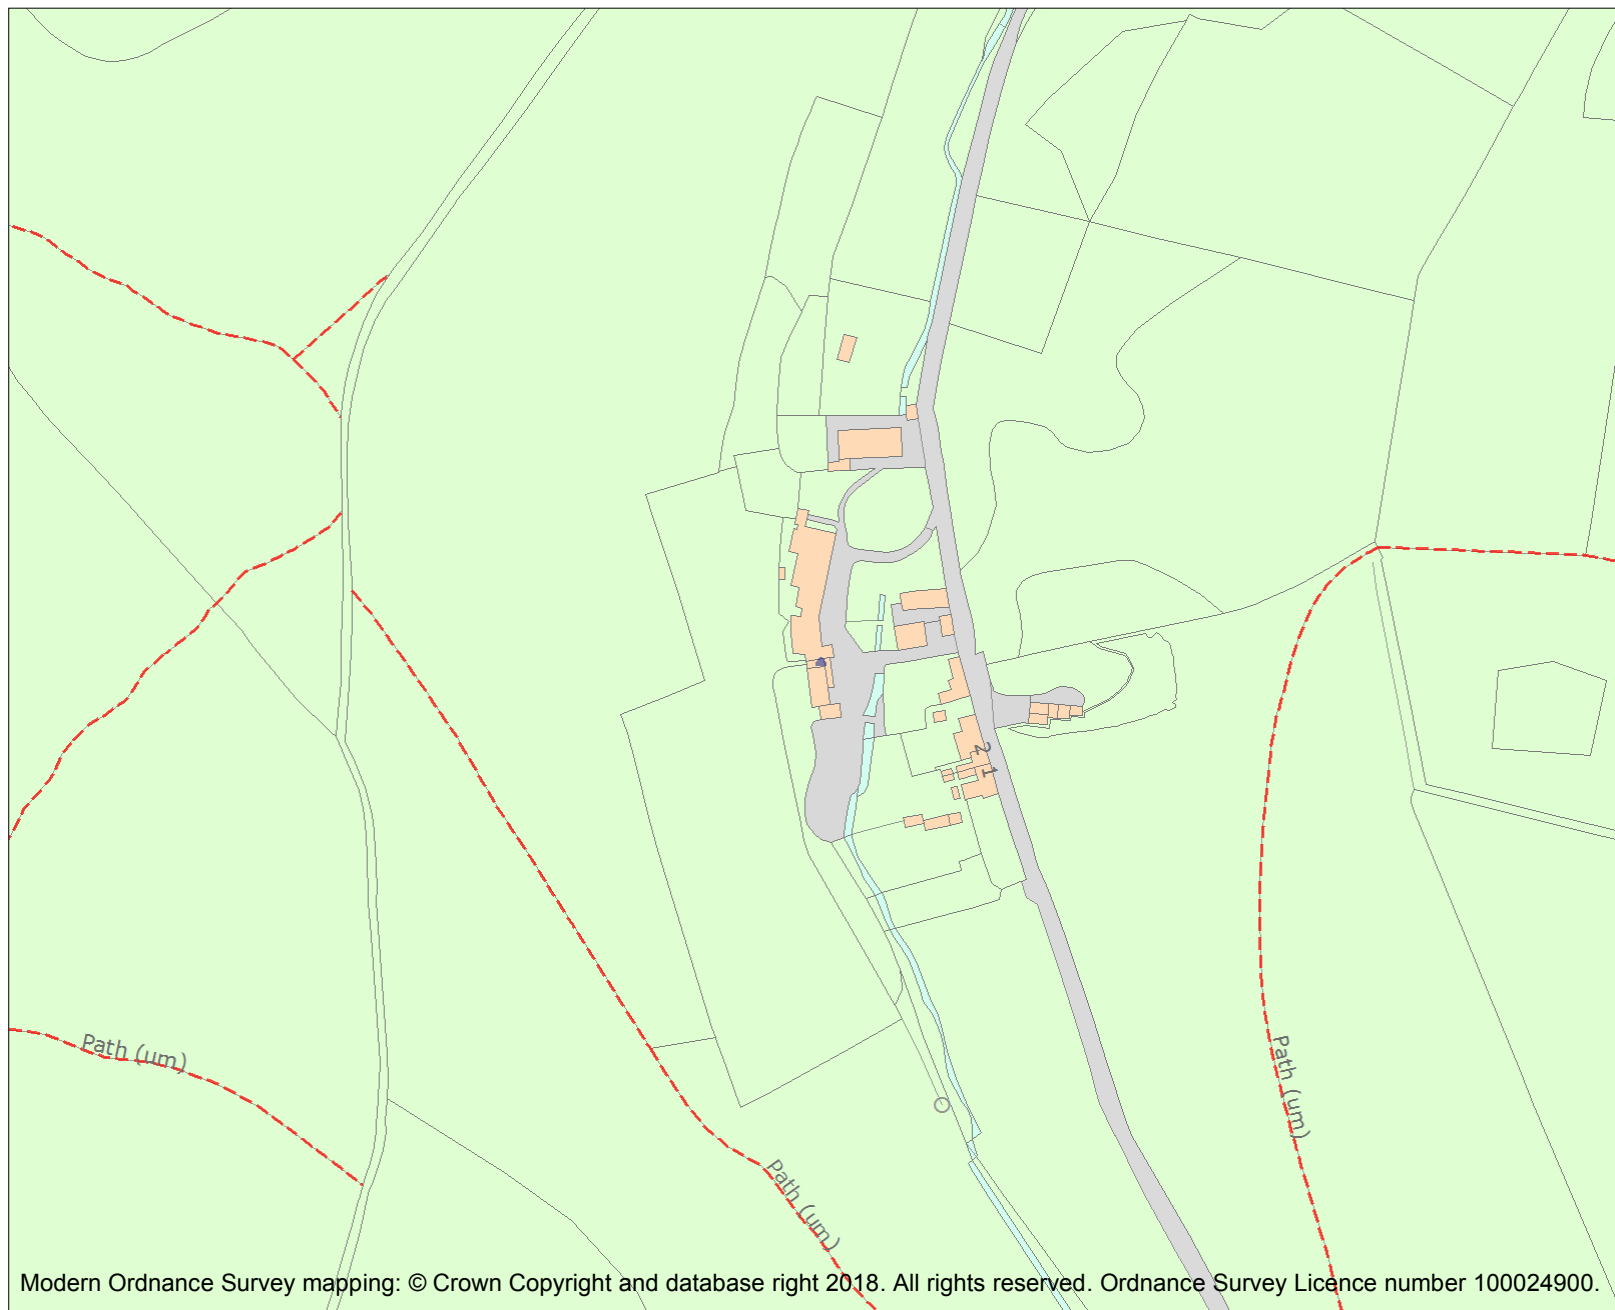 2
1
Path (um)
Path (um)
Path (um)
Modern Ordnance Survey mapping: © Crown Copyright and database right 2018. All rights reserved. Ordnance Survey Licence number 100024900.